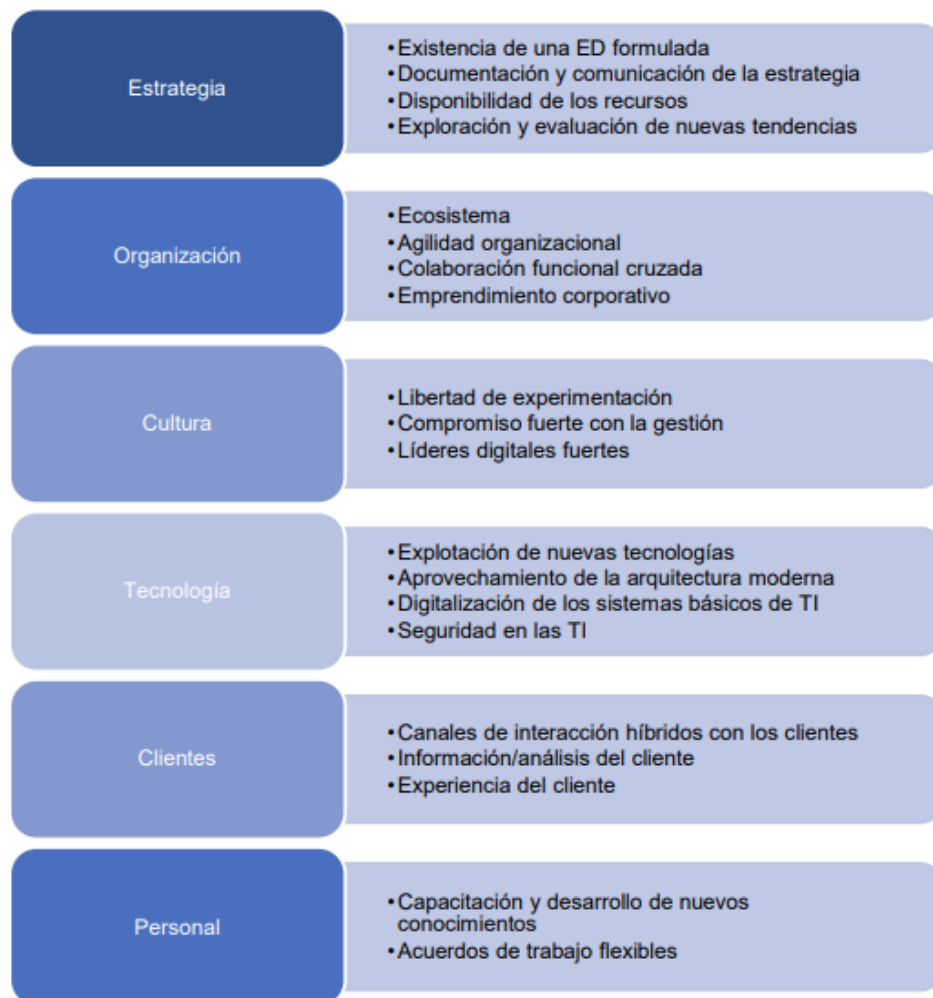 Estrategia
•Existencia de una ED formulada
•Documentación y comunicación de la estrategia
•Disponibilidad de los recursos
•Exploración y evaluación de nuevas tendencias
Organización
•Ecosistema
•Agilidad organizacional
•Colaboración funcional cruzada
•Emprendimiento corporativo
Cultura
•Libertad de experimentación
•Compromiso fuerte con la gestión
•Líderes digitales fuertes
Tecnología
•Explotación de nuevas tecnologías
•Aprovechamiento de la arquitectura moderna
•Digitalización de los sistemas básicos de TI
•Seguridad en las TI
Clientes
•Canales de interacción híbridos con los clientes
•Información/análisis del cliente
•Experiencia del cliente
Personal
•Capacitación y desarrollo de nuevos
conocimientos
•Acuerdos de trabajo flexibles